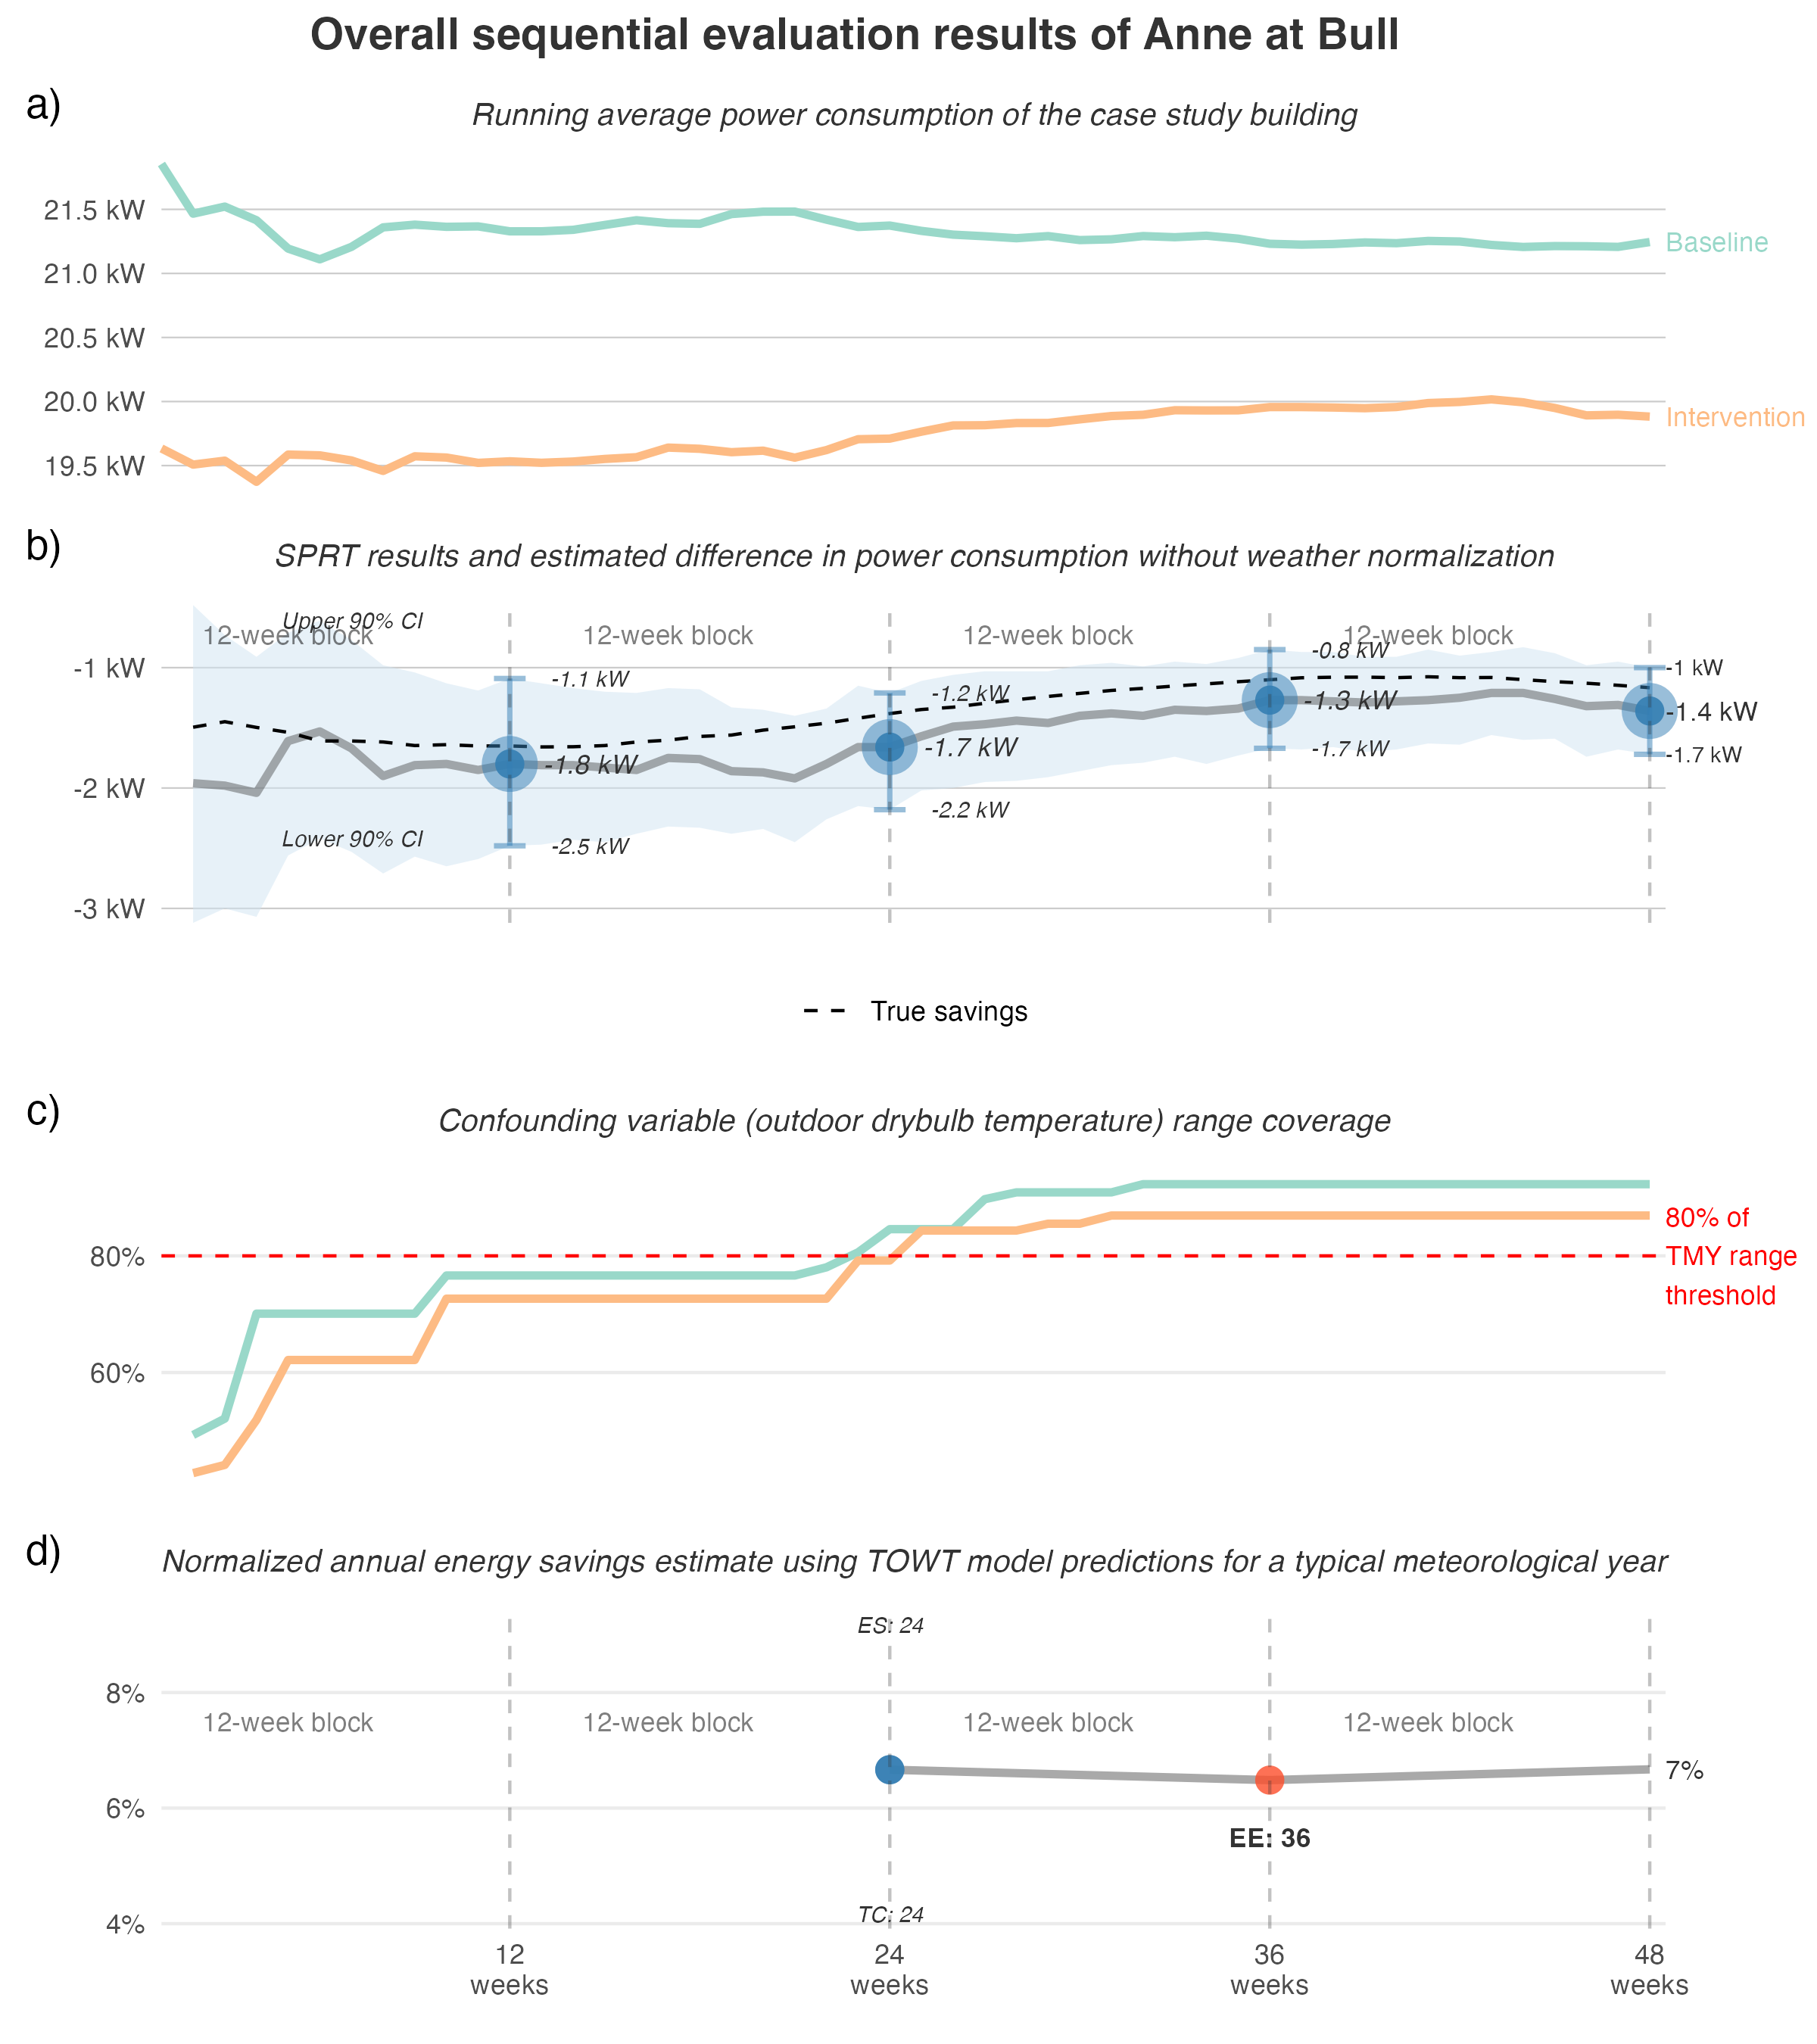 Overall sequential evaluation results of Anne at Bull
a)
Running average power consumption of the case study building
21.5 kW
21.0 kW
20.5 kW
20.0 kW
19.5 kW
Baseline
Intervention
b)
SPRT results and estimated difference in power consumption without weather normalization
Upper 90% CI
12-week block
12-week block
12-week block
12-week block
-1 kW
-2 kW
-3 kW
-1.1 kW
-1.8 kW
-2.5 kW
Lower 90% CI
-1.2 kW
-1.7 kW
-2.2 kW
-0.8 kW
-1.3 kW
-1.7 kW
-1 kW
-1.4 kW
-1.7 kW
True savings
c)
Confounding variable (outdoor drybulb temperature) range coverage
80%
60%
80% of
TMY range
threshold
d)
Normalized annual energy savings estimate using TOWT model predictions for a typical meteorological year
ES: 24
8%
12-week block
12-week block
12-week block
12-week block
7%
6%
EE: 36
TC: 24
4%
12
weeks
24
weeks
36
weeks
48
weeks